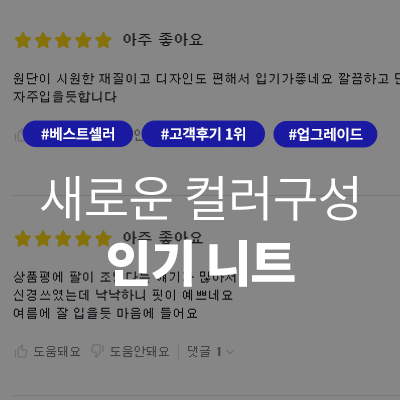 아주 좋아요
원단이 시원한 재질이고 디자인도 편해서 입기가좋네요 깔끔하고
자주입을듯합니다
#베스트셀러 #고객후기 1위 #업그레이드
새로운 컬러구성
아주 좋아요
인기 니트
상품평에 팔이
신경쓰였는데 낙낙하니 핏이 예쁘네요
여름에 잘 입을듯 마음에 들어요
도움돼요 도움안돼요 댓글 1